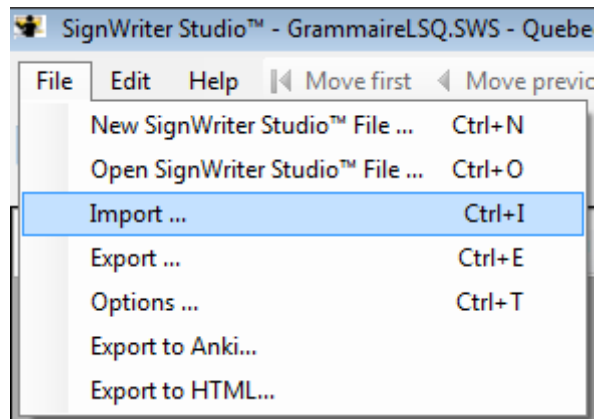 SignWriter Studio™ - GrammaireLSQ.SWS - Quebe
File Edit Help Move first Move previc
New SignWriter Studio™ File ... Ctrl+N
Open SignWriter Studio™ File ... Ctrl+O
Import ... Ctrl+I
Export ... Ctrl+E
Options ... Ctrl+T
Export to Anki...
Export to HTML...